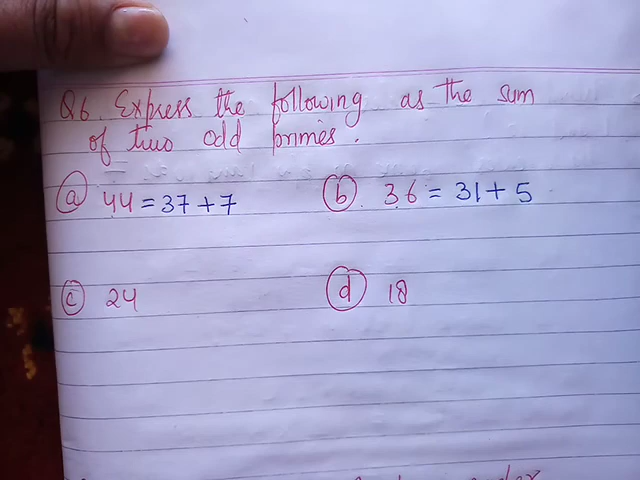 Q6. Express the following as the sum
of two odd primes.
(a) 44 = 37 + 7 (b). 36 = 31 + 5
(c) 24 (d) 18